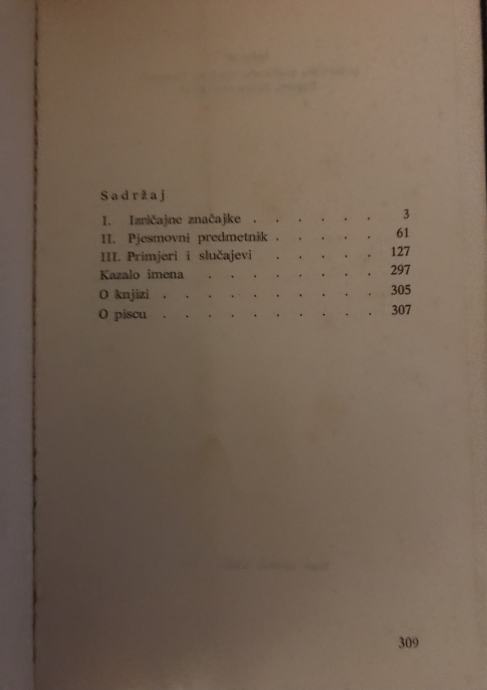 Sadržaj
I. Izričajne značajke . . . . . . 3
II. Pjesmovni predmetnik . . . . . 61
III. Primjeri i slučajevi . . . . . 127
Kazalo imena . . . . . . . . 297
O knjizi . . . . . . . . . . 305
O piscu . . . . . . . . . . 307
309